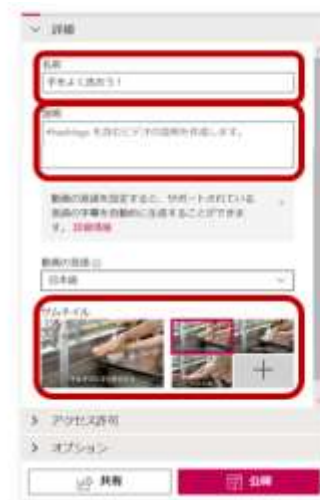 詳細
名前
手をよく洗おう！
説明
#hashtags を含むビデオの説明を作成します。
動画の言語を設定すると、サポートされている
言語の字幕を自動的に生成することができま
す。 詳細情報
動画の言語
日本語
サムネイル
アクセス許可
オプション
共有
公開